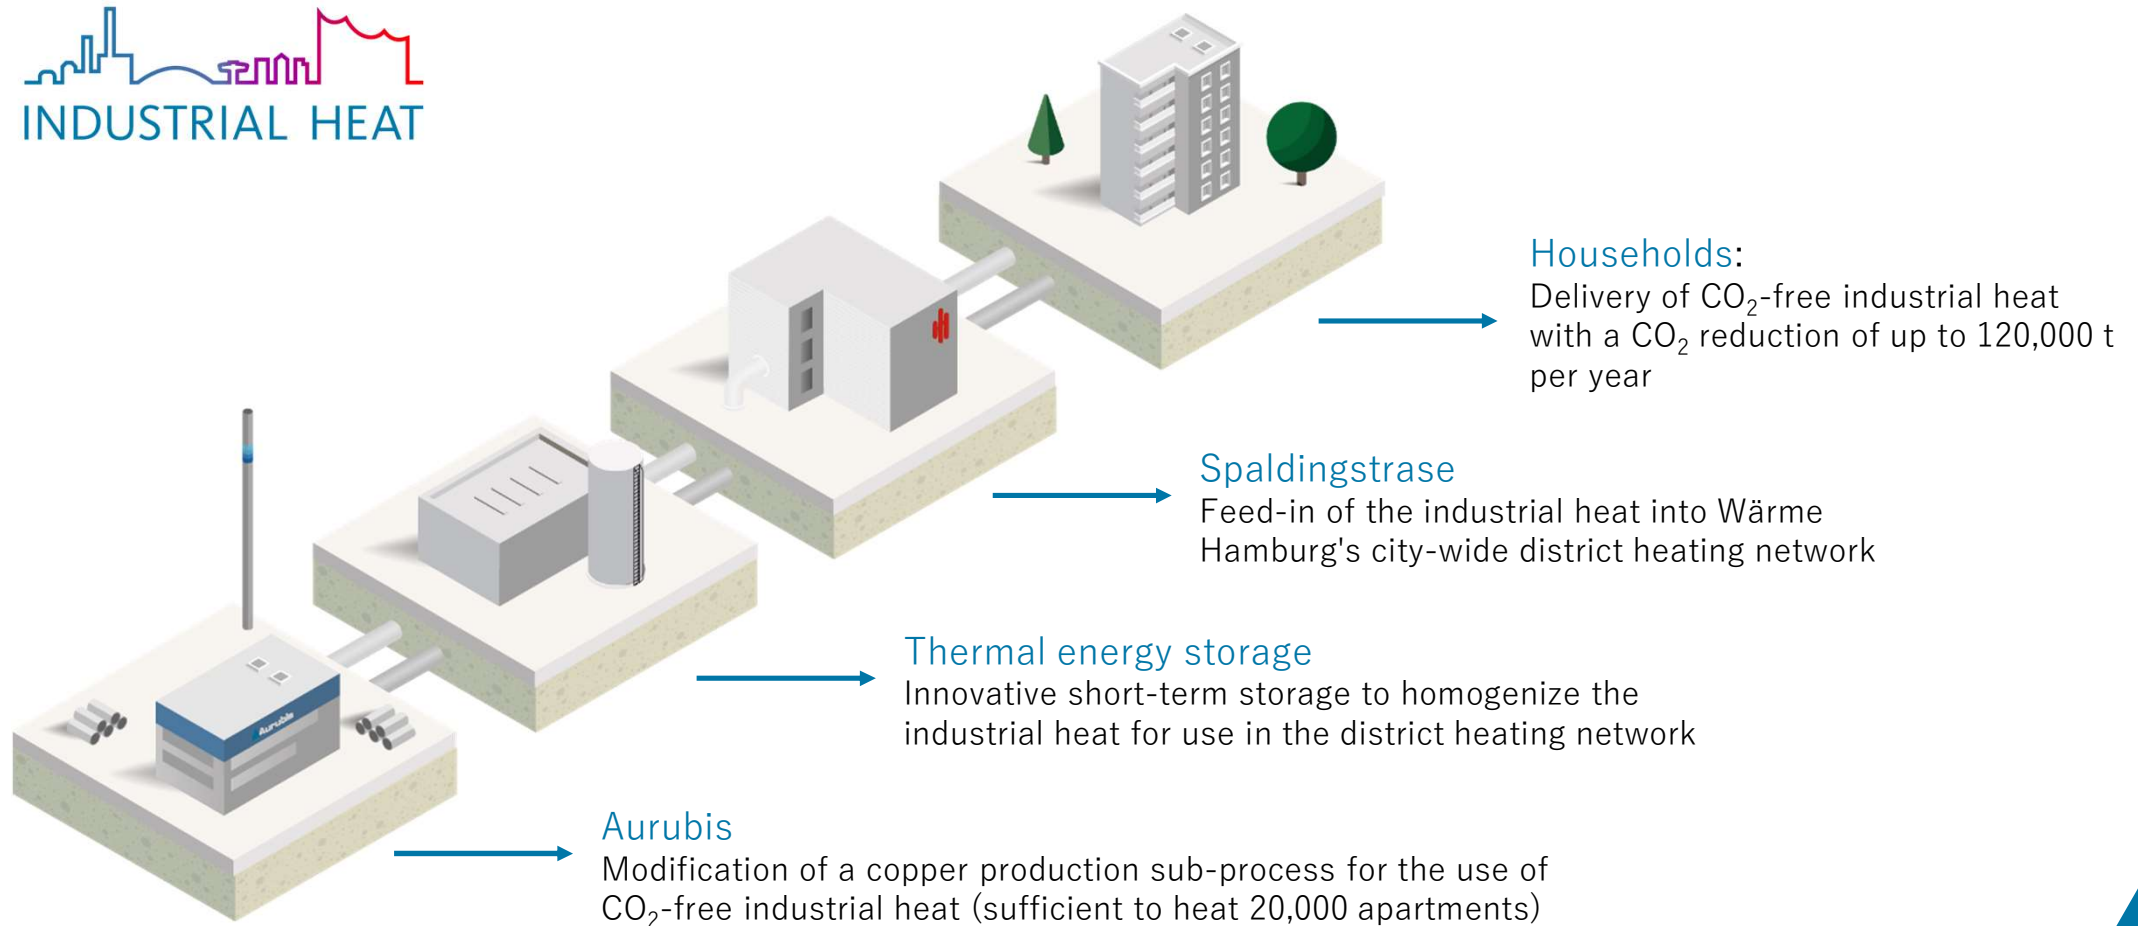 INDUSTRIAL HEAT
Households:
Delivery of CO₂-free industrial heat
with a CO₂ reduction of up to 120,000 t
per year
Spaldingstrase
Feed-in of the industrial heat into Wärme
Hamburg's city-wide district heating network
Thermal energy storage
Innovative short-term storage to homogenize the
industrial heat for use in the district heating network
Aurubis
Aurubis
Modification of a copper production sub-process for the use of
CO₂-free industrial heat (sufficient to heat 20,000 apartments)